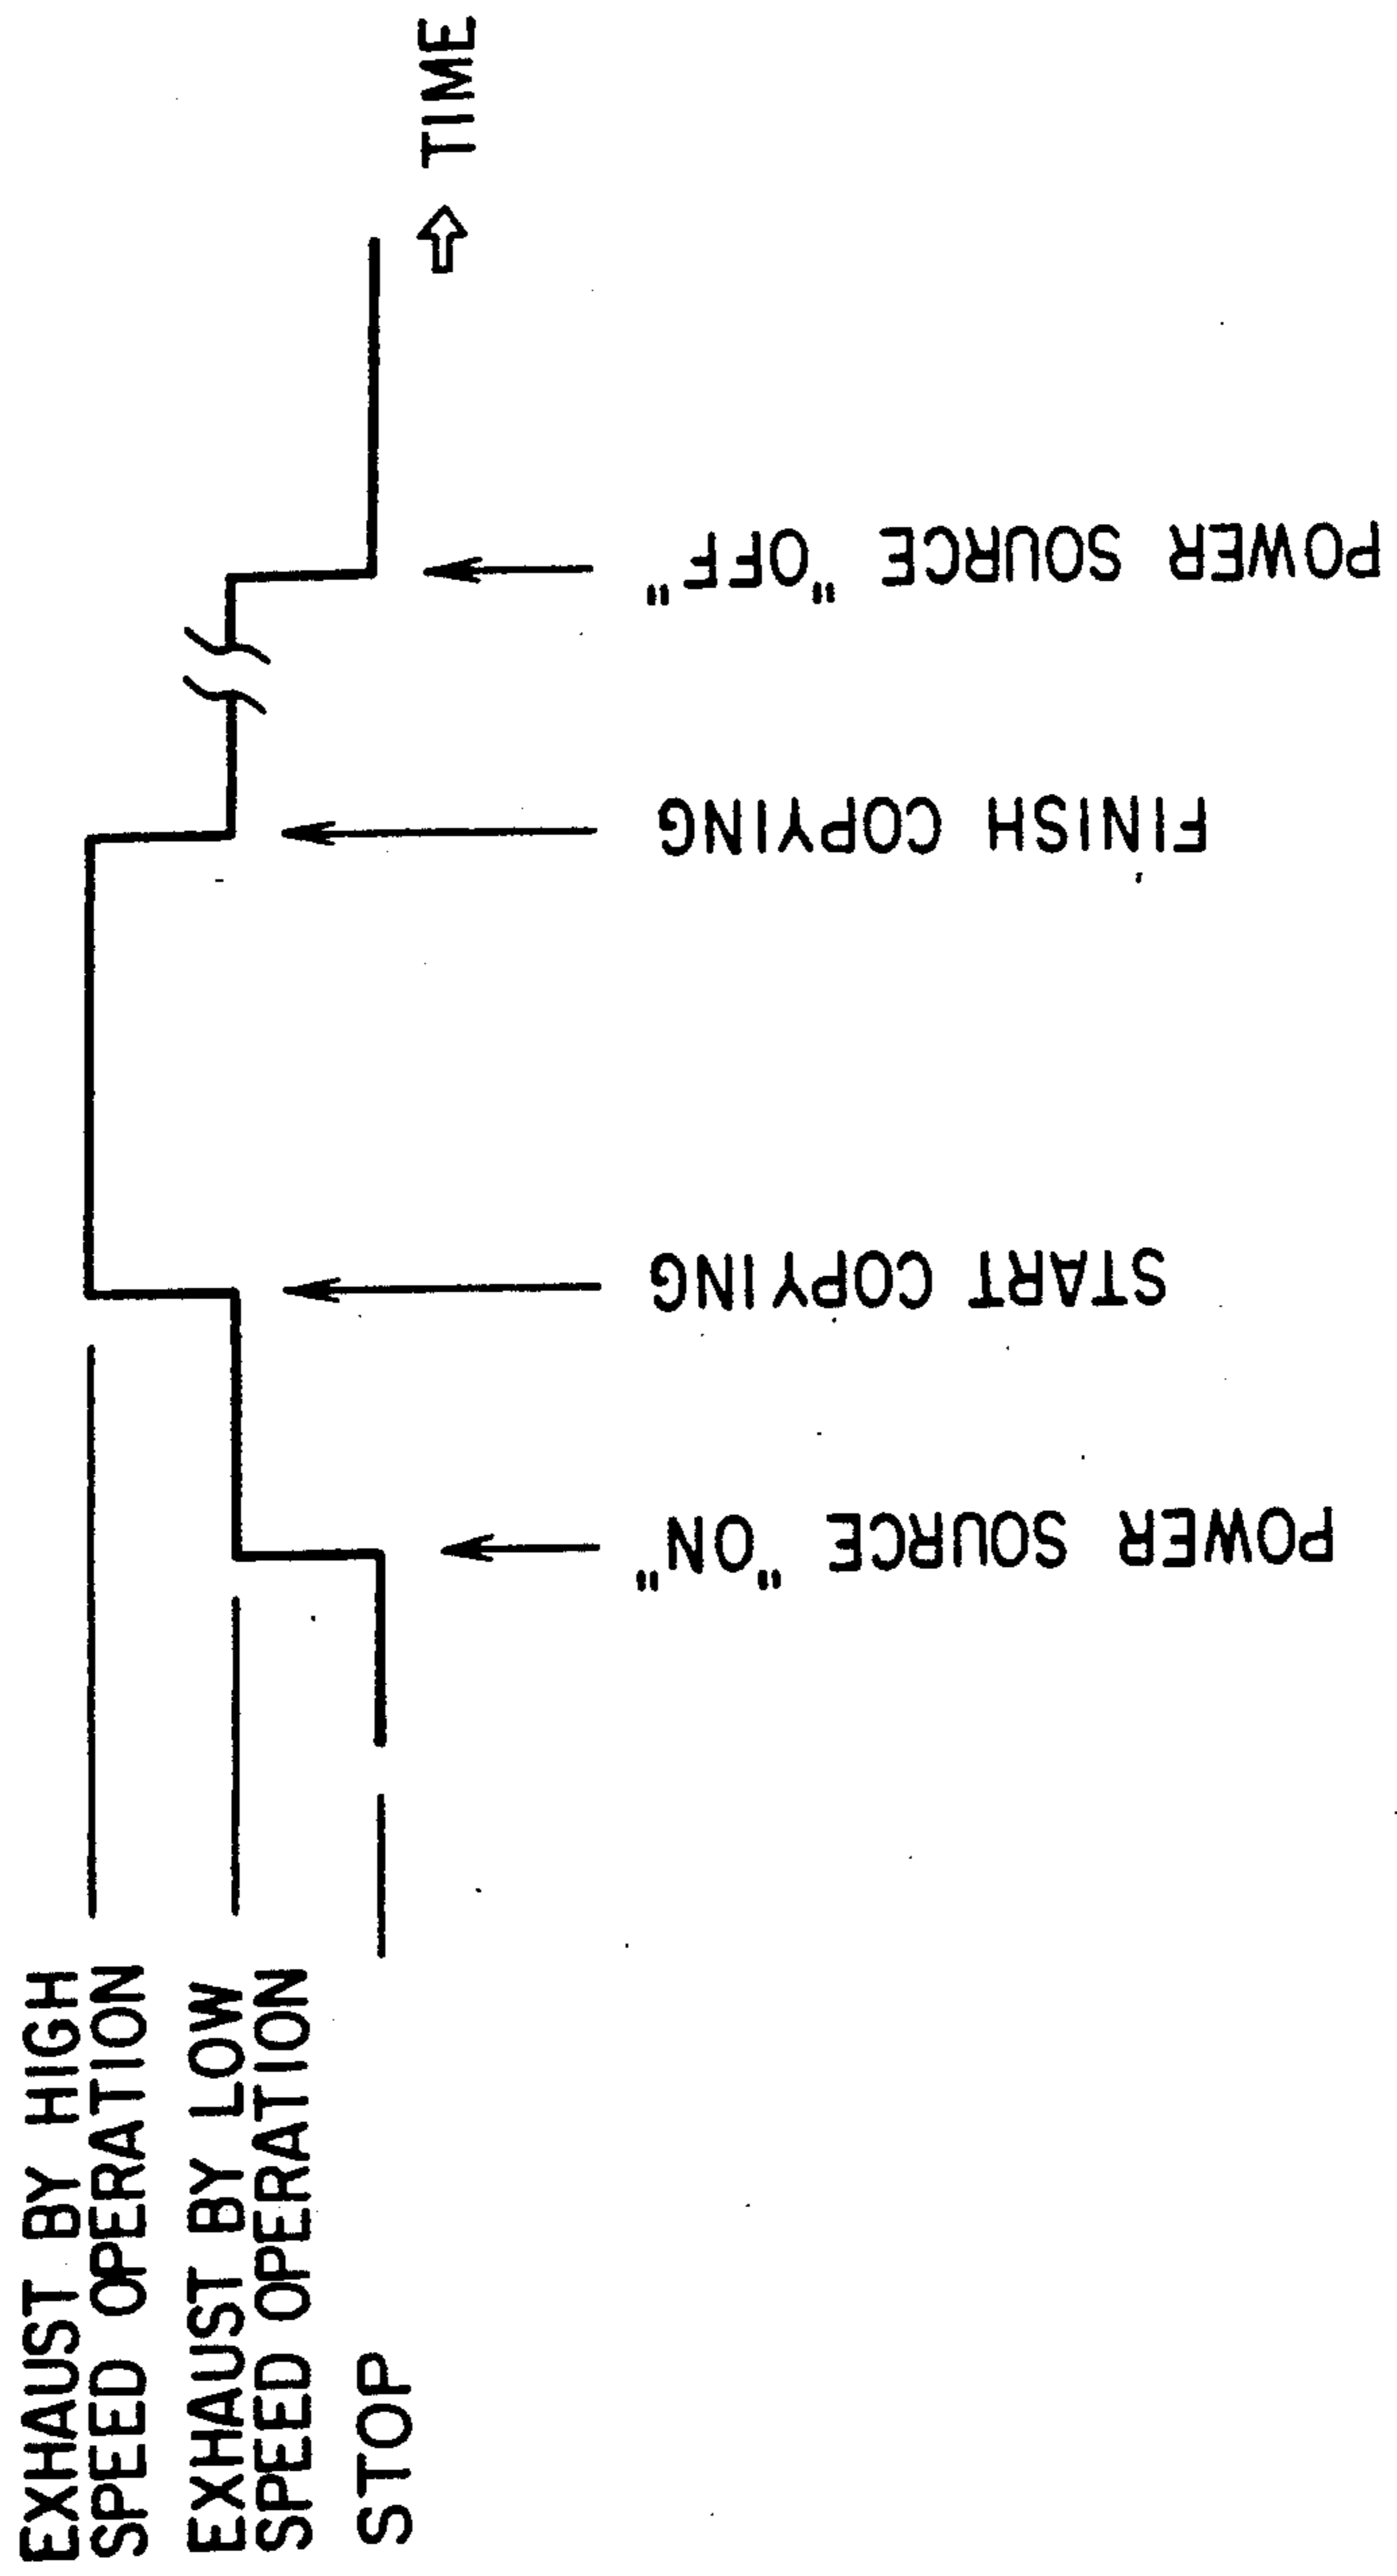 EXHAUST BY HIGH
SPEED OPERATION
EXHAUST BY LOW
SPEED OPERATION
STOP
TIME
POWER SOURCE "ON"
START COPYING
FINISH COPYING
POWER SOURCE "OFF"